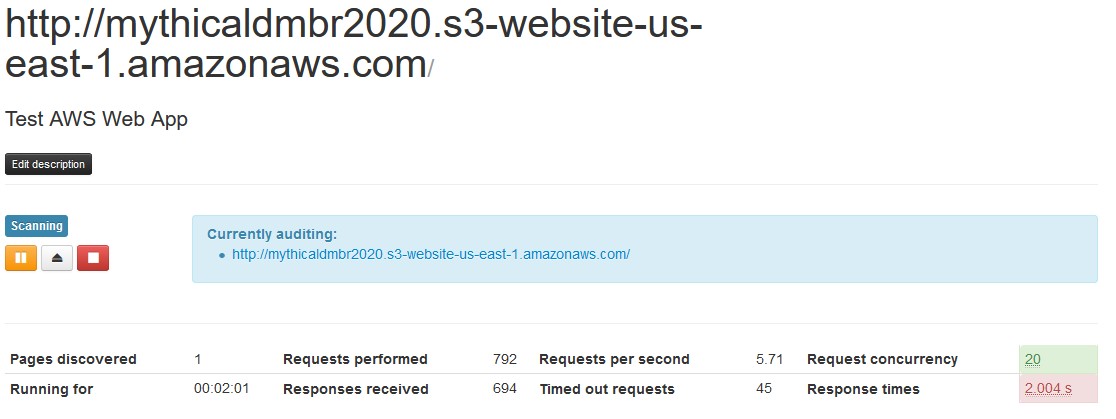 http://mythicaldmbr2020.s3-website-us-
east-1.amazonaws.com/
Test AWS Web App
Edit description
Scanning
Currently auditing:
http://mythicaldmbr2020.s3-website-us-east-1.amazonaws.com/
Pages discovered 1 Requests performed 792 Requests per second 5.71 Request concurrency 20
Running for 00:02:01 Responses received 694 Timed out requests 45 Response times 2.004 s